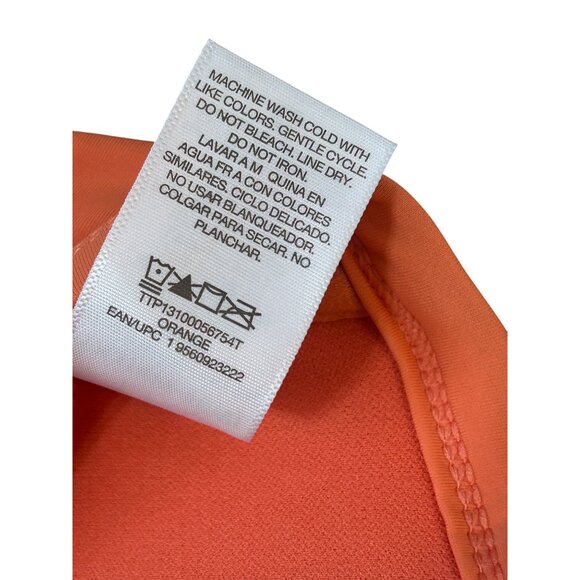 MACHINE WASH COLD WITH
LIKE COLORS. GENTLE CYCLE.
DO NOT BLEACH. LINE DRY.
DO NOT IRON.
LAVAR A M QUINA EN
AGUA FR A CON COLORES
SIMILARES. CICLO DELICADO.
NO USAR BLANQUEADOR.
COLGAR PARA SECAR. NO
PLANCHAR.
TTP13100056754T
ORANGE
EAN/UPC 1 9560923222